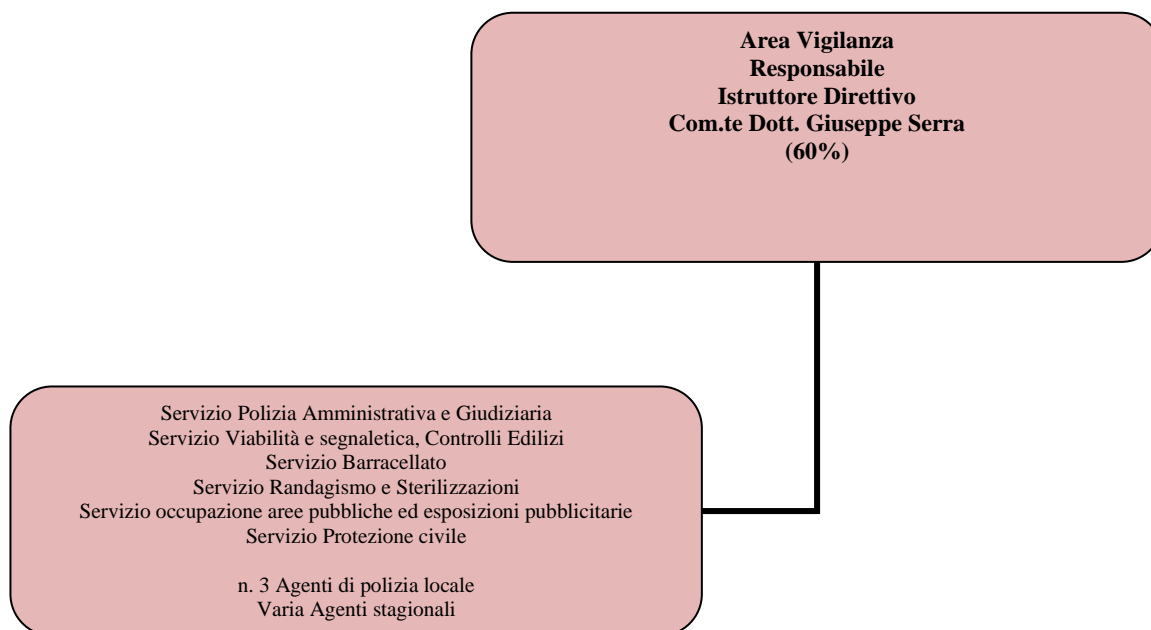 Area Vigilanza
Responsabile
Istruttore Direttivo
Com.te Dott. Giuseppe Serra
(60%)
Servizio Polizia Amministrativa e Giudiziaria
Servizio Viabilità e segnaletica, Controlli Edilizi
Servizio Barracellato
Servizio Randagismo e Sterilizzazioni
Servizio occupazione aree pubbliche ed esposizioni pubblicitarie
Servizio Protezione civile
n. 3 Agenti di polizia locale
Varia Agenti stagionali